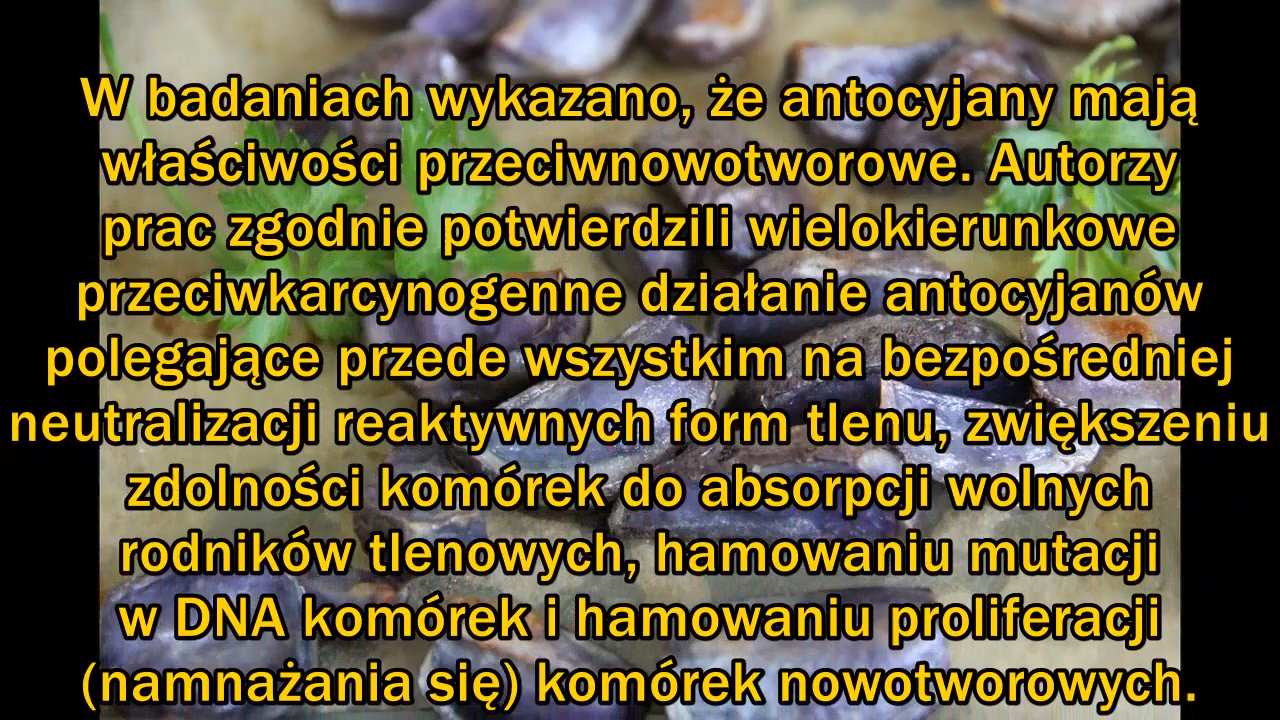 W badaniach wykazano, że antocyjany mają
właściwości przeciwnowotworowe. Autorzy
prac zgodnie potwierdzili wielokierunkowe
przeciwkarcynogenne działanie antocyjanów
polegające przede wszystkim na bezpośredniej
neutralizacji reaktywnych form tlenu, zwiększeniu
zdolności komórek do absorpcji wolnych
rodników tlenowych, hamowaniu mutacji
w DNA komórek i hamowaniu proliferacji
(namnażania się) komórek nowotworowych.